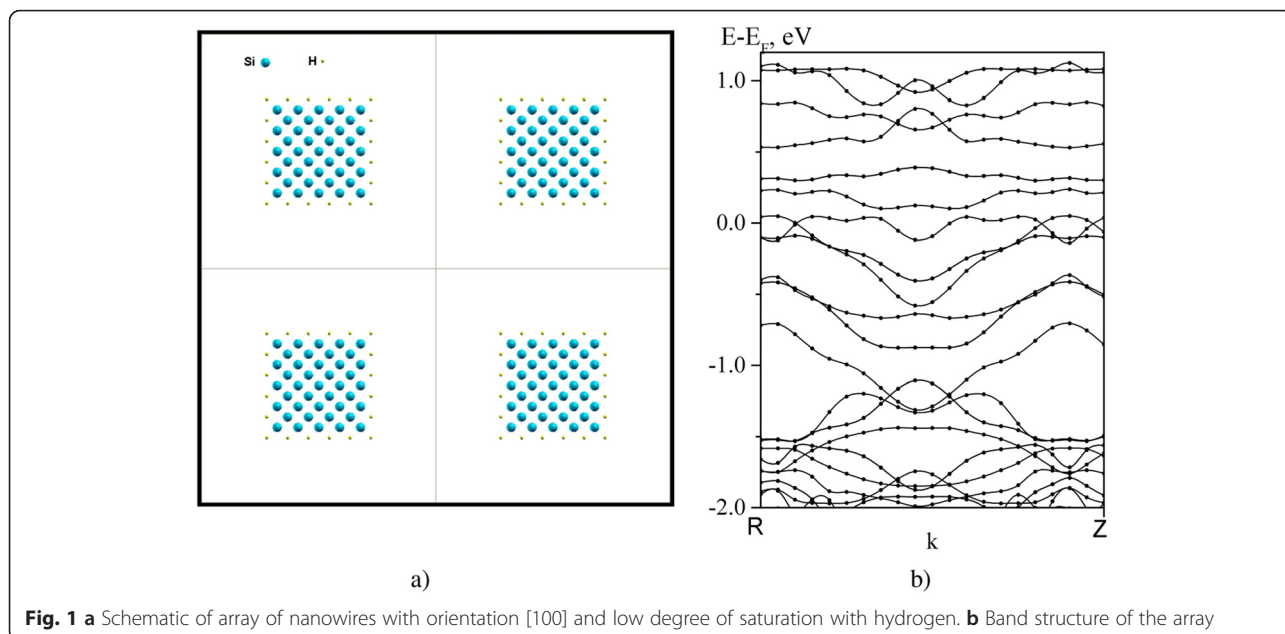 Si H
E-E_F, eV
1.0
0.0
-1.0
-2.0
R Z
k
a) b)
Fig. 1 a Schematic of array of nanowires with orientation [100] and low degree of saturation with hydrogen. b Band structure of the array